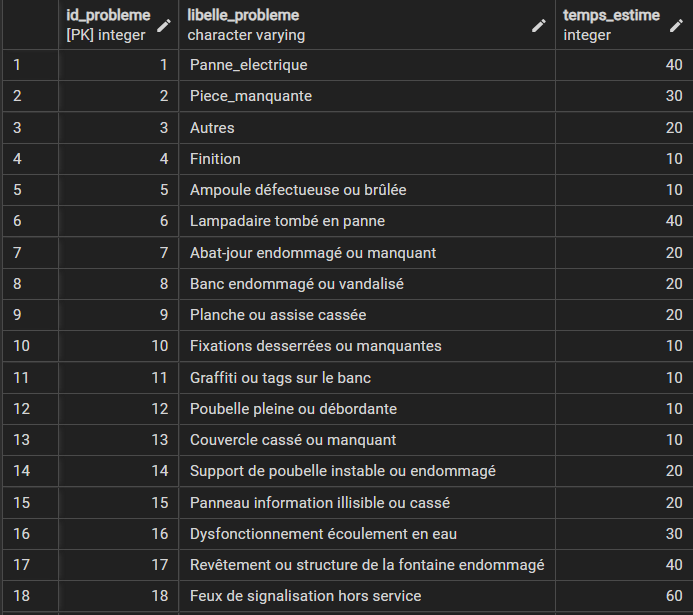 id_probleme libelle_probleme temps_estime
[PK] integer character varying integer
1 1 Panne_electrique 40
2 2 Piece_manquante 30
3 3 Autres 20
4 4 Finition 10
5 5 Ampoule défectueuse ou brûlée 10
6 6 Lampadaire tombé en panne 40
7 7 Abat-jour endommagé ou manquant 20
8 8 Banc endommagé ou vandalisé 20
9 9 Planche ou assise cassée 20
10 10 Fixations desserrées ou manquantes 10
11 11 Graffiti ou tags sur le banc 10
12 12 Poubelle pleine ou débordante 10
13 13 Couvercle cassé ou manquant 10
14 14 Support de poubelle instable ou endommagé 20
15 15 Panneau information illisible ou cassé 20
16 16 Dysfonctionnement écoulement en eau 30
17 17 Revêtement ou structure de la fontaine endommagé 40
18 18 Feux de signalisation hors service 60